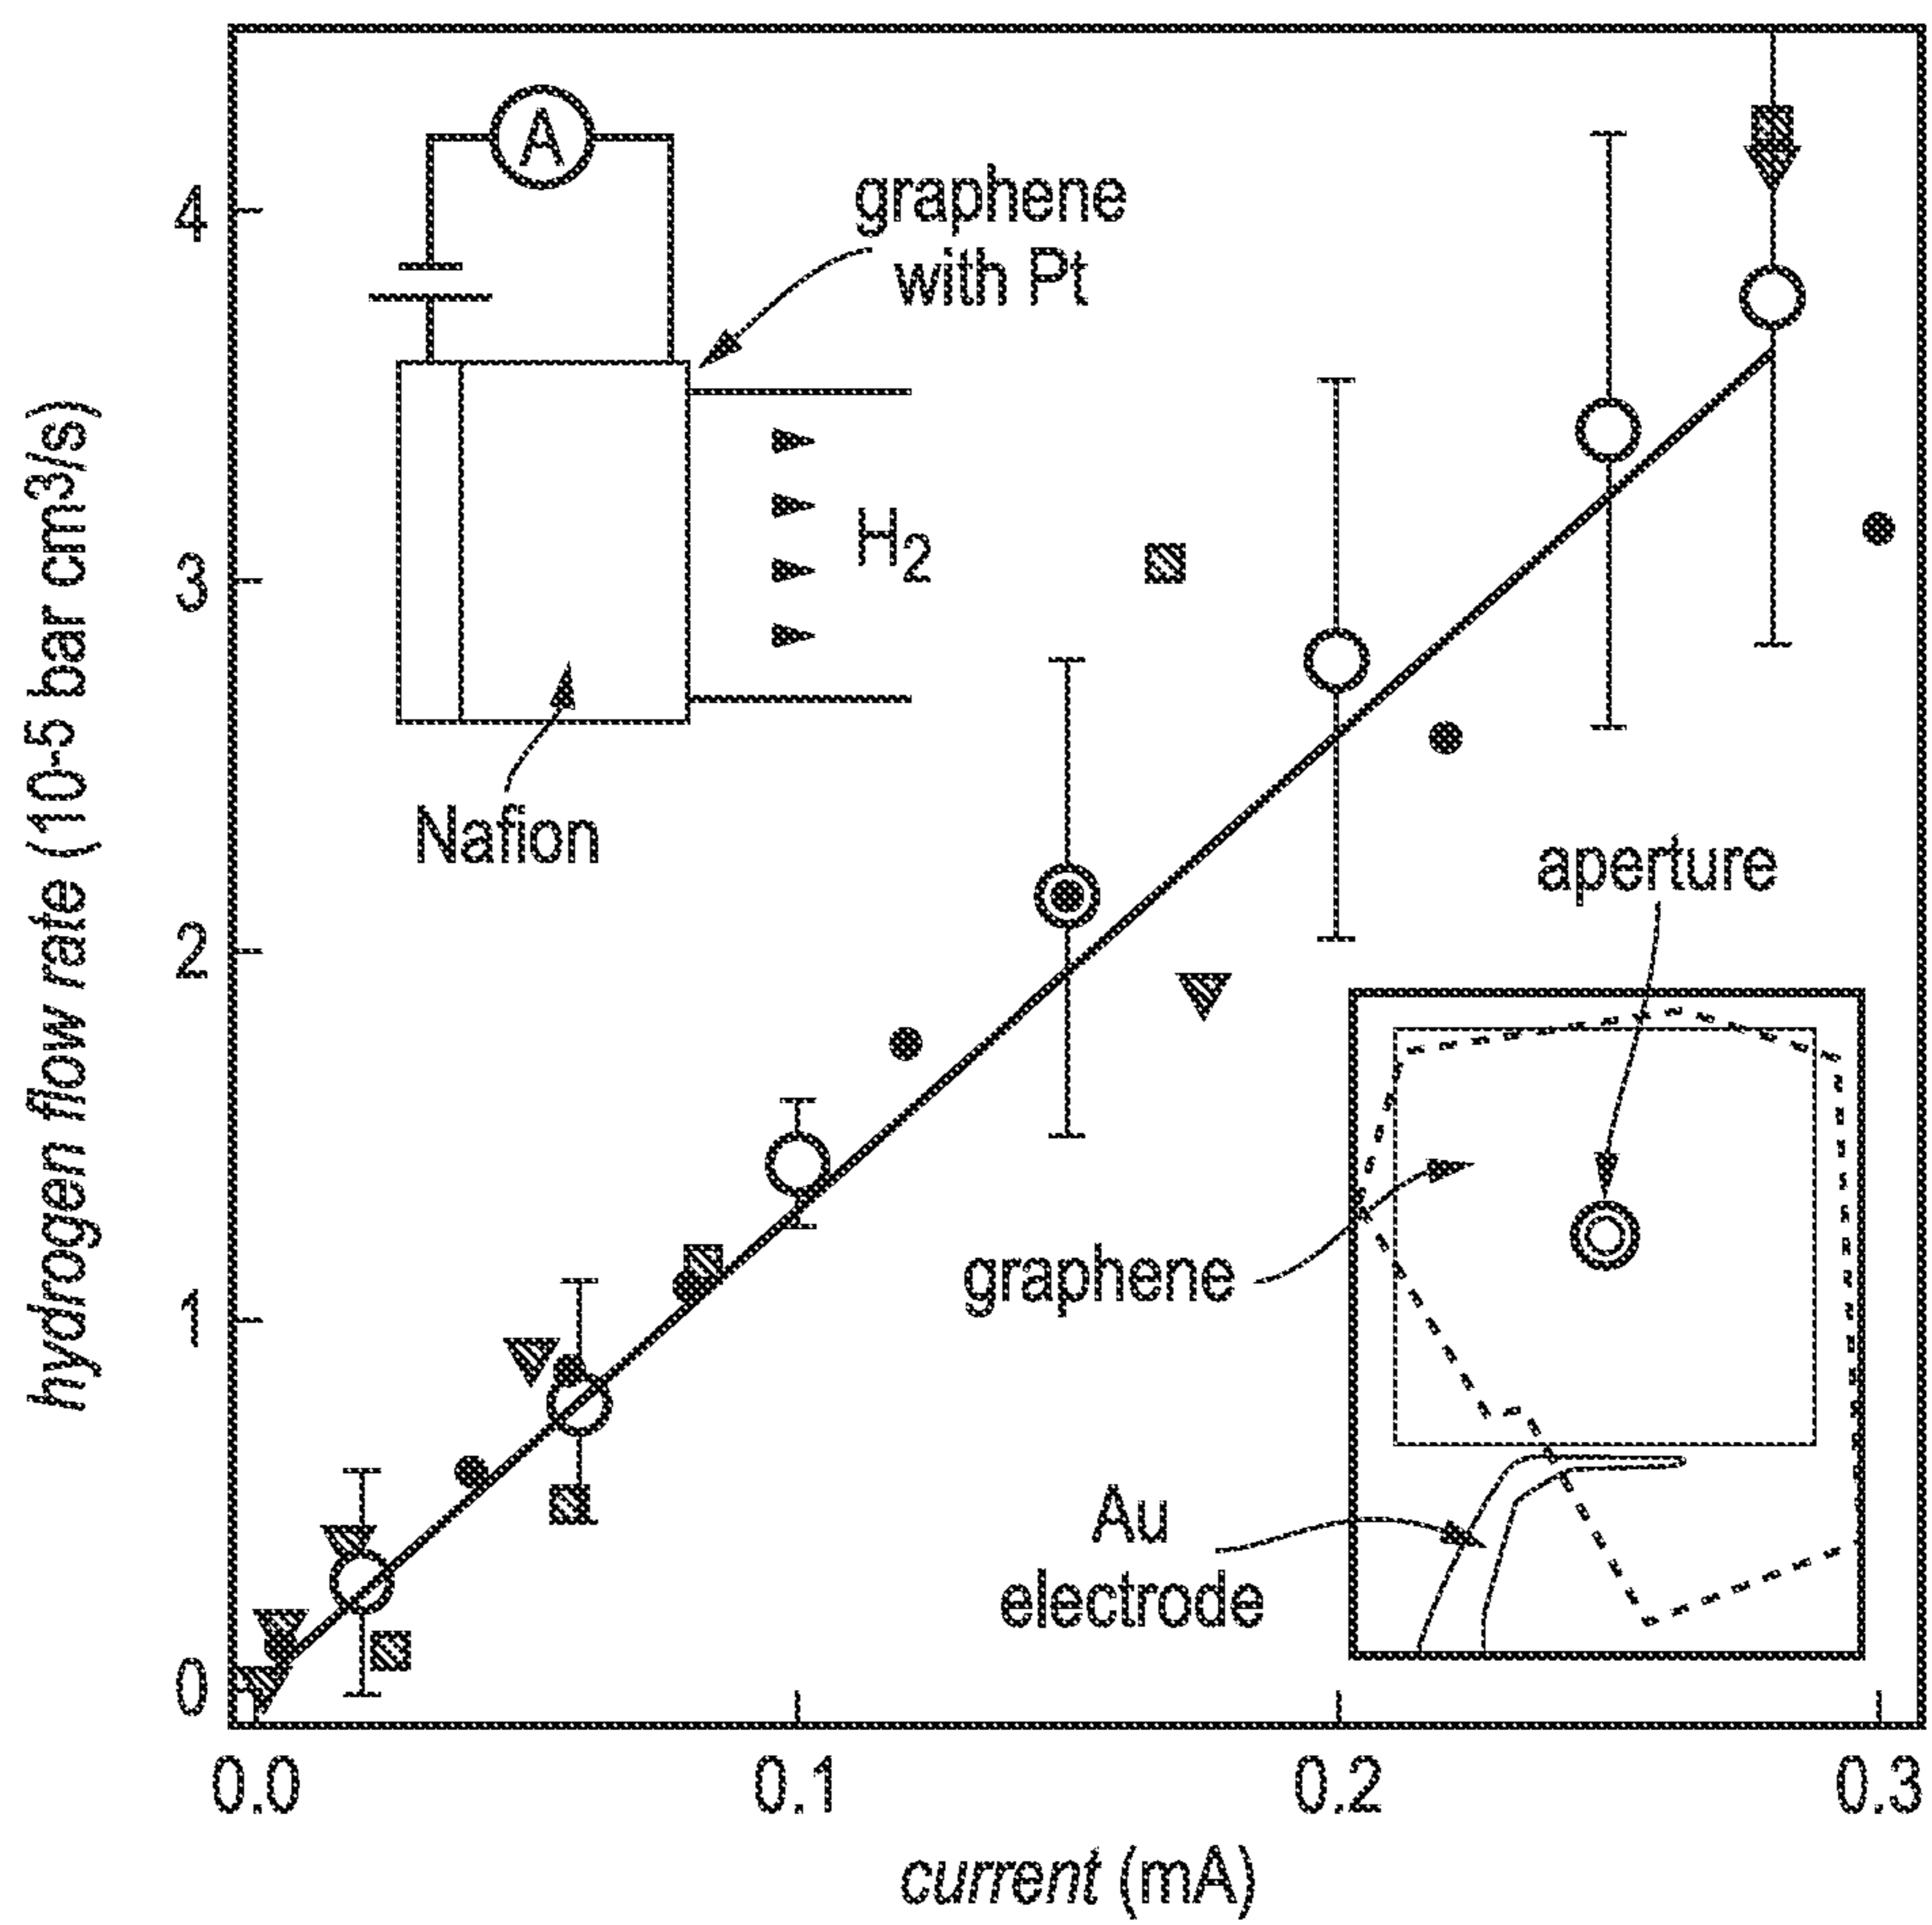 hydrogen flow rate (10-5 bar cm3/s)
4
3
2
1
0
A
graphene
with Pt
H2
Nafion
aperture
graphene
Au
electrode
0.0
0.1
0.2
0.3
current (mA)